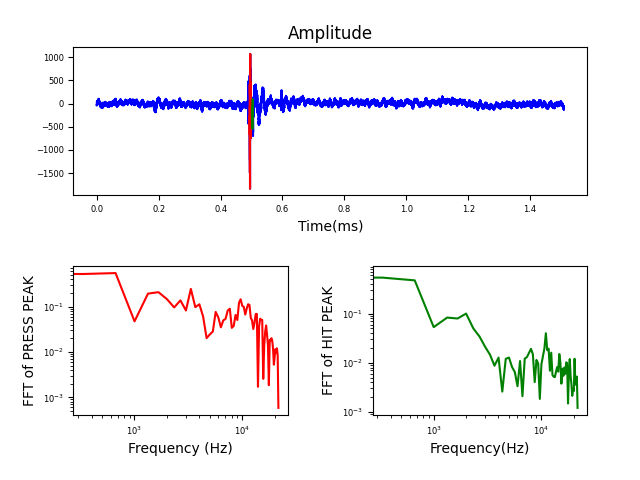 Amplitude
1000
500
0
−500
−1000
−1500
0.0 0.2 0.4 0.6 0.8 1.0 1.2 1.4
Time(ms)
FFT of PRESS PEAK
10⁻¹
10⁻²
10⁻³
10³ 10⁴
Frequency (Hz)
FFT of HIT PEAK
10⁻¹
10⁻²
10⁻³
10³ 10⁴
Frequency(Hz)